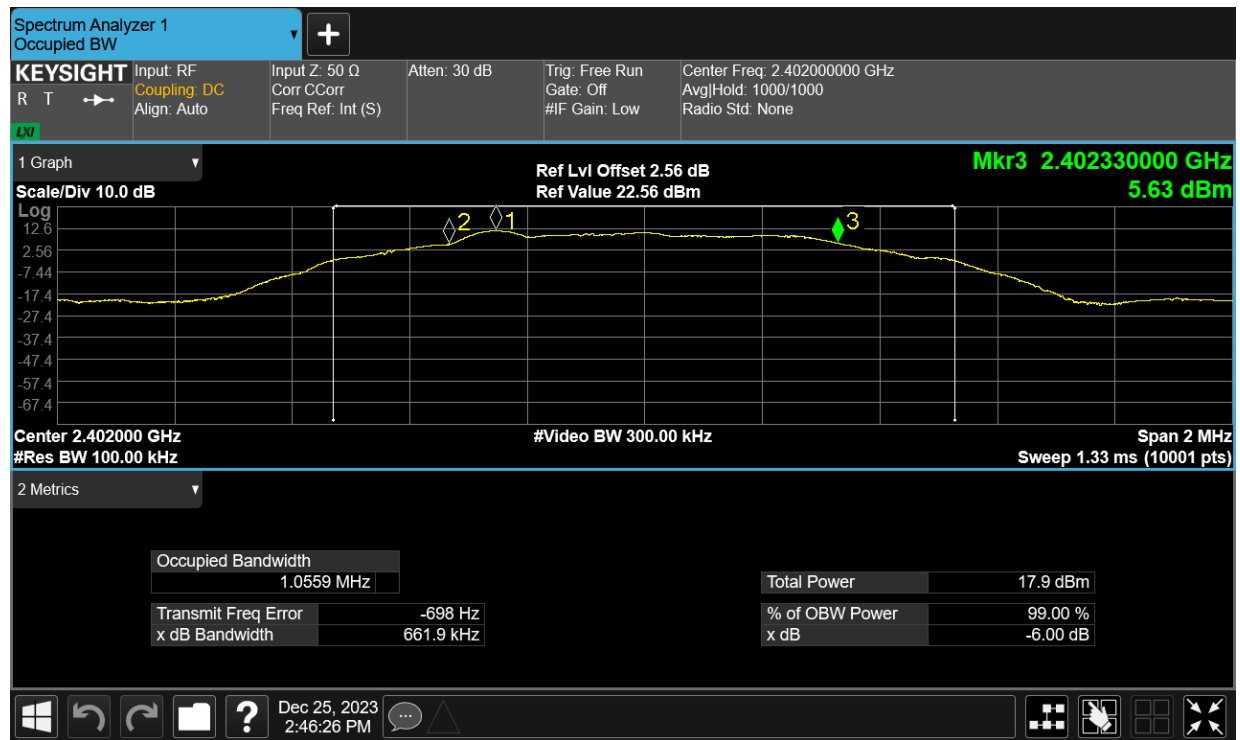 Spectrum Analyzer 1
Occupied BW
KEYSIGHT
R T
LXI
Input: RF
Coupling: DC
Align: Auto
Input Z: 50 Ω
Corr CCorr
Freq Ref: Int (S)
Atten: 30 dB
Trig: Free Run
Gate: Off
#IF Gain: Low
Center Freq: 2.402000000 GHz
Avg|Hold: 1000/1000
Radio Std: None
1 Graph
Scale/Div 10.0 dB
Ref Lvl Offset 2.56 dB
Ref Value 22.56 dBm
Mkr3 2.402330000 GHz
5.63 dBm
Log
12.6
2.56
-7.44
-17.4
-27.4
-37.4
-47.4
-57.4
-67.4
2
1
3
Center 2.402000 GHz
#Video BW 300.00 kHz
Span 2 MHz
#Res BW 100.00 kHz
Sweep 1.33 ms (10001 pts)
2 Metrics
Occupied Bandwidth
1.0559 MHz
Total Power 17.9 dBm
Transmit Freq Error -698 Hz
% of OBW Power 99.00 %
x dB Bandwidth 661.9 kHz
x dB -6.00 dB
?
Dec 25, 2023
2:46:26 PM